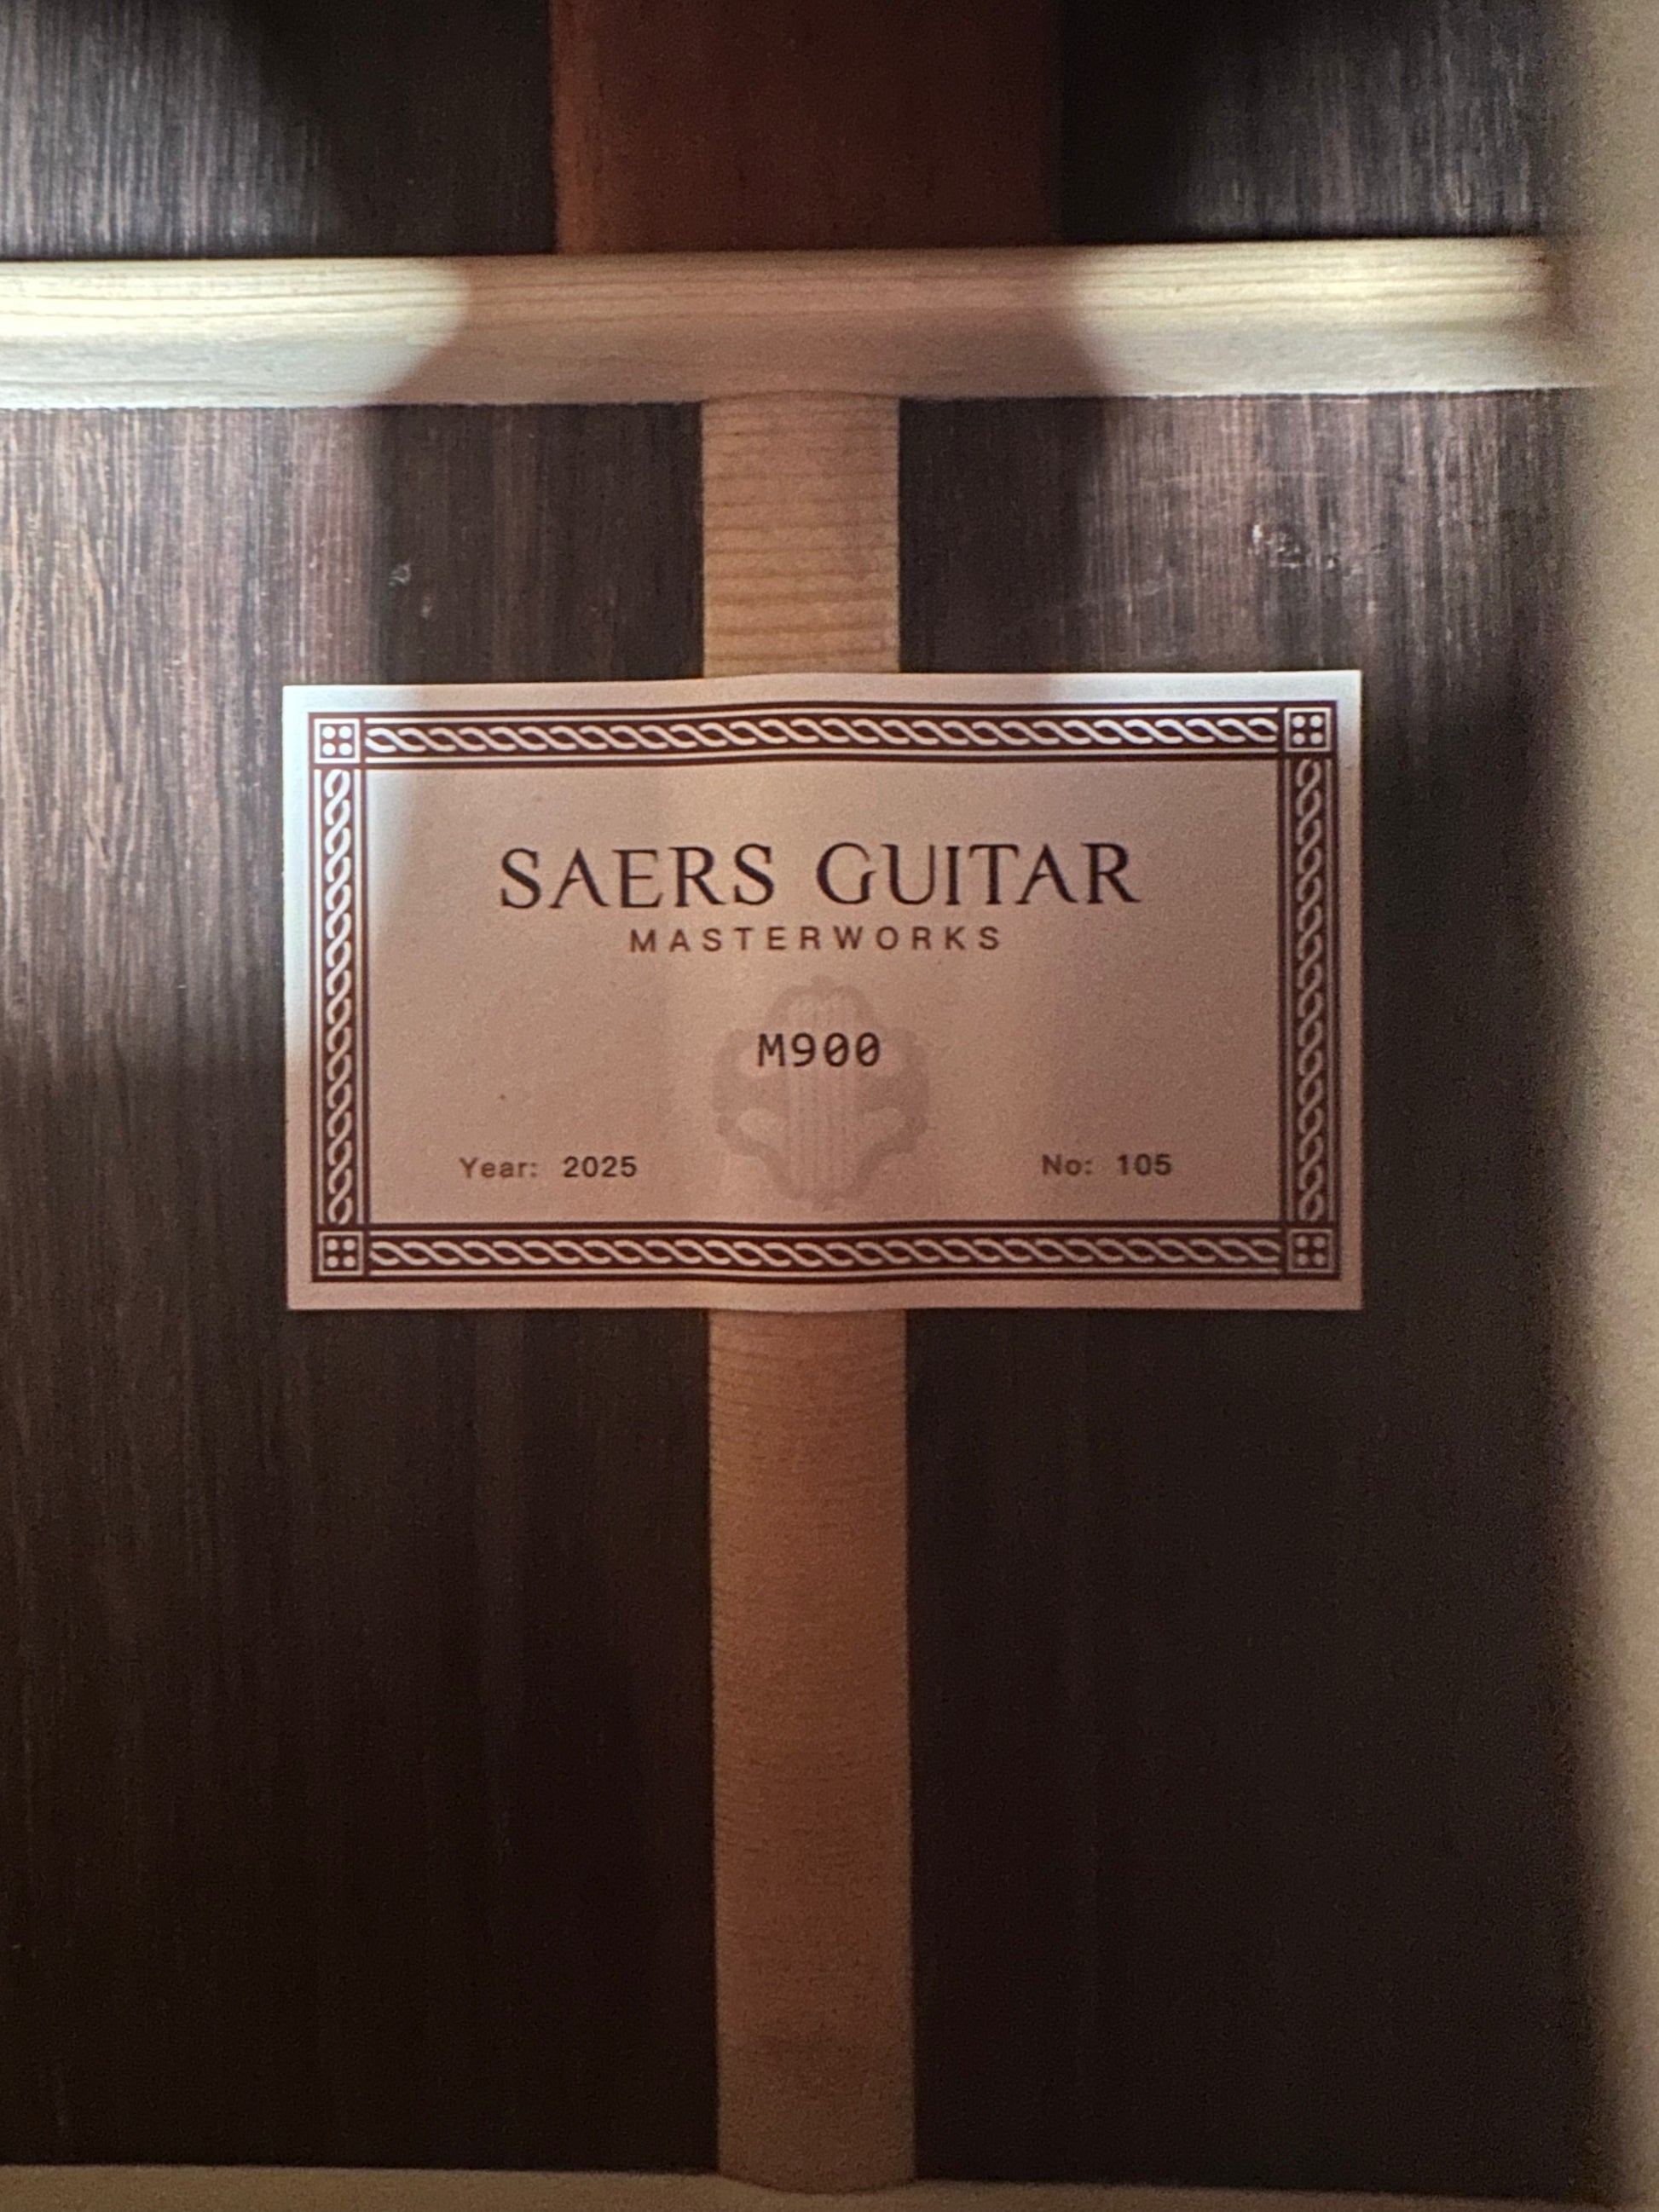 SAERS GUITAR
MASTERWORKS
M900
Year: 2025 No: 105